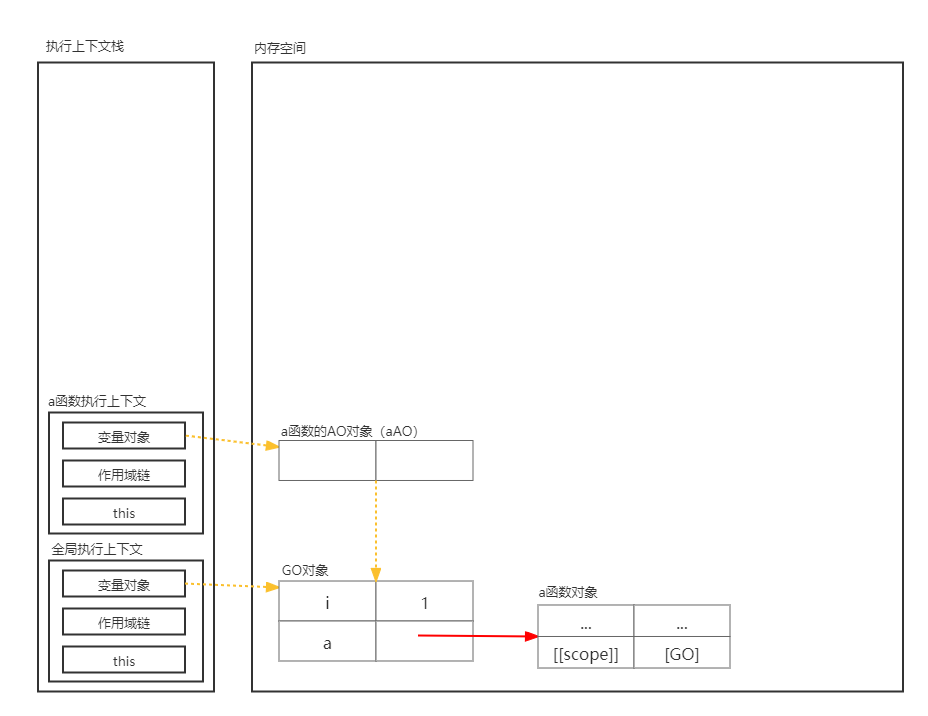 执行上下文栈
内存空间
a函数执行上下文
变量对象
作用域链
this
a函数的AO对象（aAO）
全局执行上下文
变量对象
作用域链
this
GO对象
i 1
a
a函数对象
... ...
[[scope]] [GO]